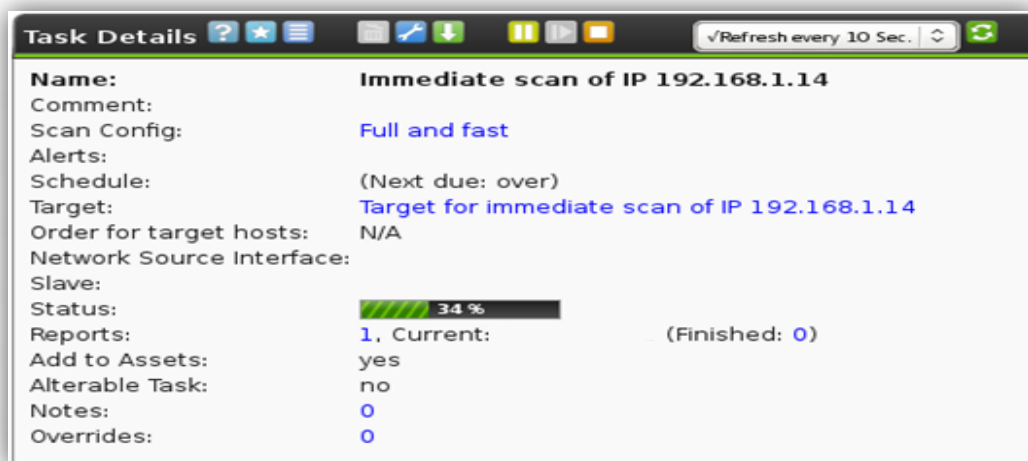 Task Details ? √Refresh every 10 Sec.
Name: Immediate scan of IP 192.168.1.14
Comment:
Scan Config: Full and fast
Alerts:
Schedule: (Next due: over)
Target: Target for immediate scan of IP 192.168.1.14
Order for target hosts: N/A
Network Source Interface:
Slave:
Status: 34 %
Reports: 1, Current: (Finished: 0)
Add to Assets: yes
Alterable Task: no
Notes: 0
Overrides: 0